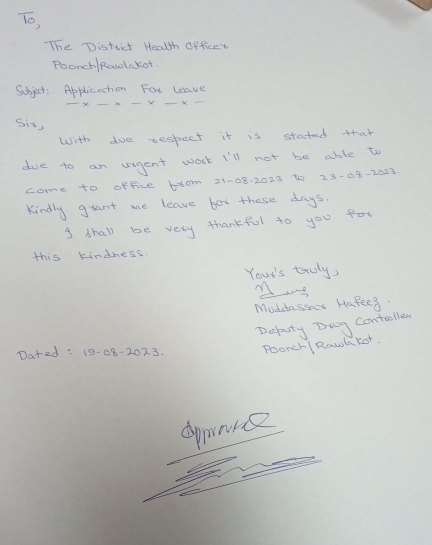 To,
The District Health Officer
Poonch/Rawlakot.
Subject: Application For Leave
-x-x-x-x-
Sir,
With due respect it is stated that
due to an urgent work I'll not be able to
come to office from 21-08-2023 to 23-08-2023.
Kindly grant me leave for these days.
I shall be very thankful to you for
this kindness.
Your's truly,
Muddassar Hafeez.
Deputy Drug Controller
Poonch/Rawlakot.
Dated : 19-08-2023.
Approved